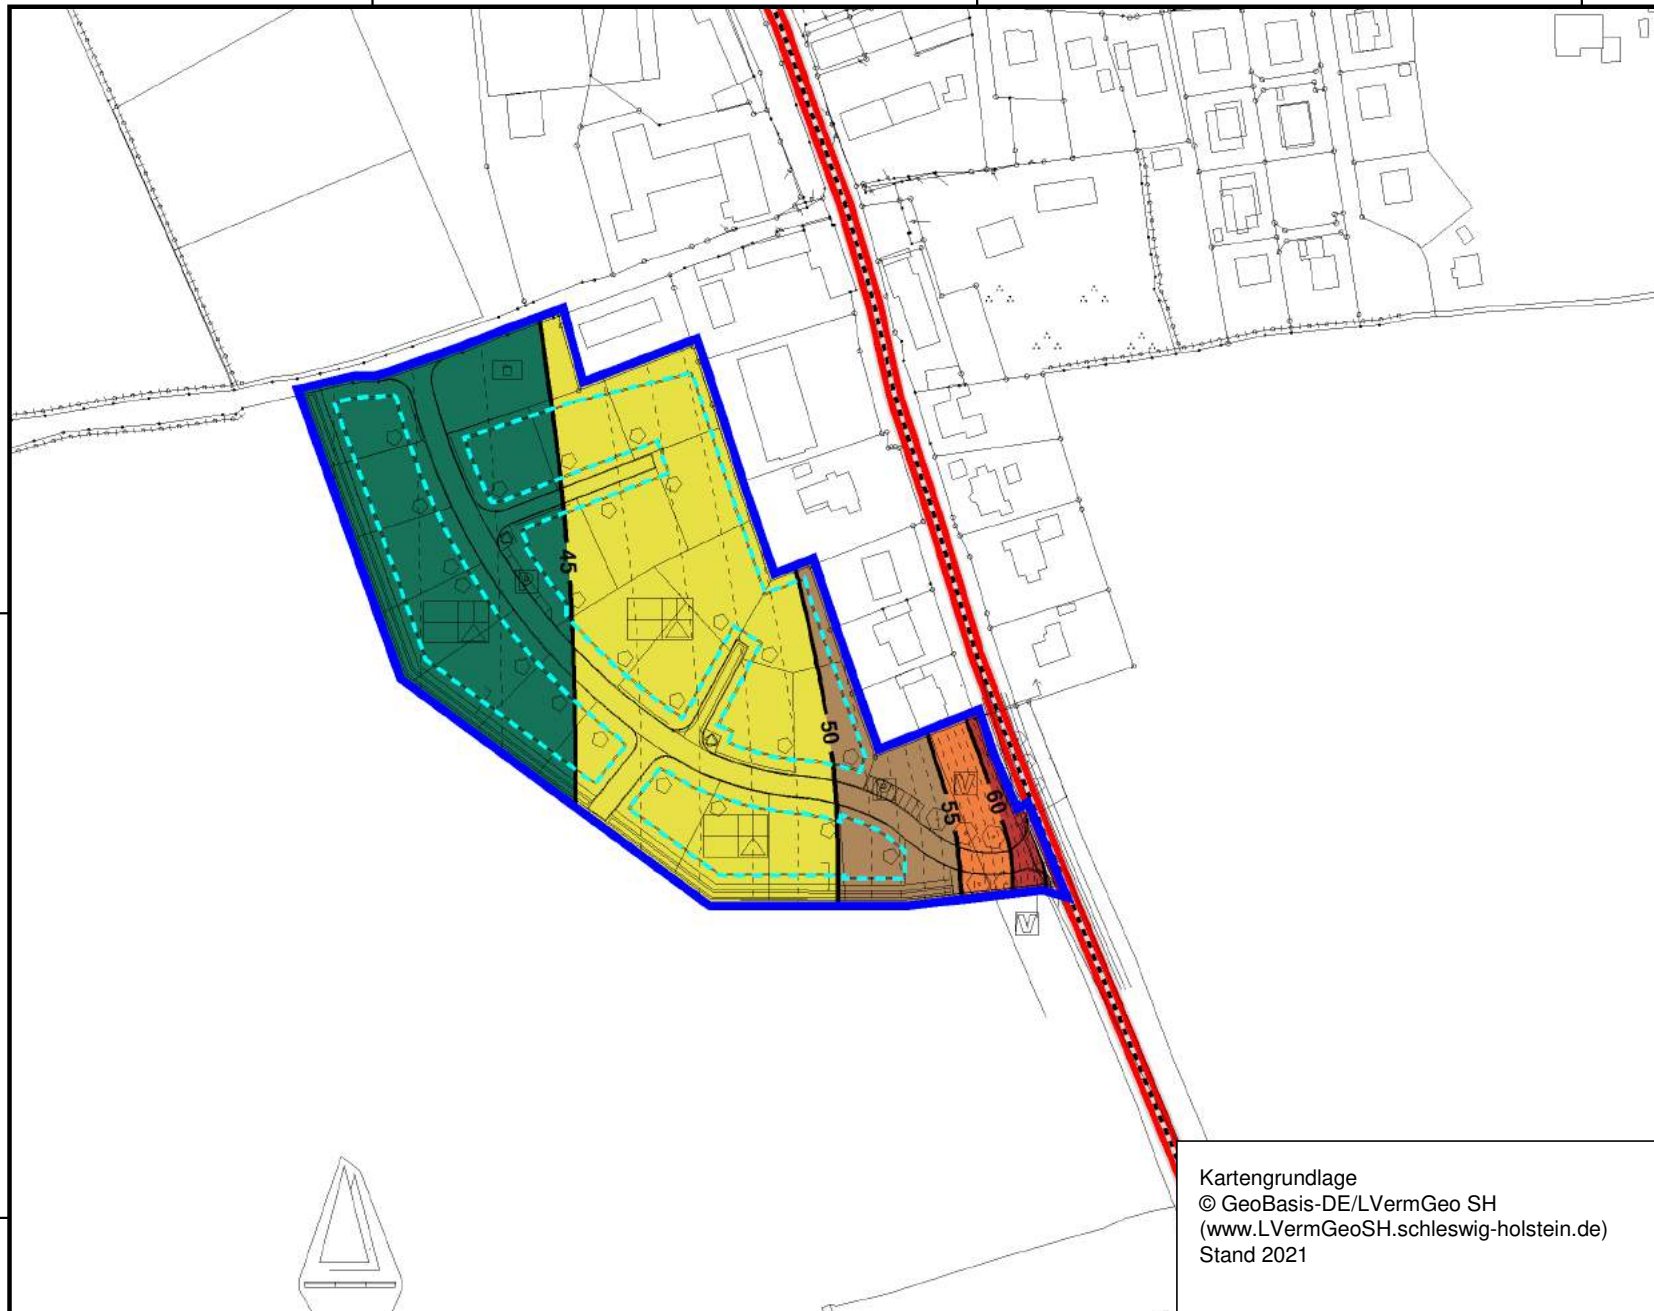 45
50
55
60
P
P
V
V
Kartengrundlage
© GeoBasis-DE/LVermGeo SH
(www.LVermGeoSH.schleswig-holstein.de)
Stand 2021